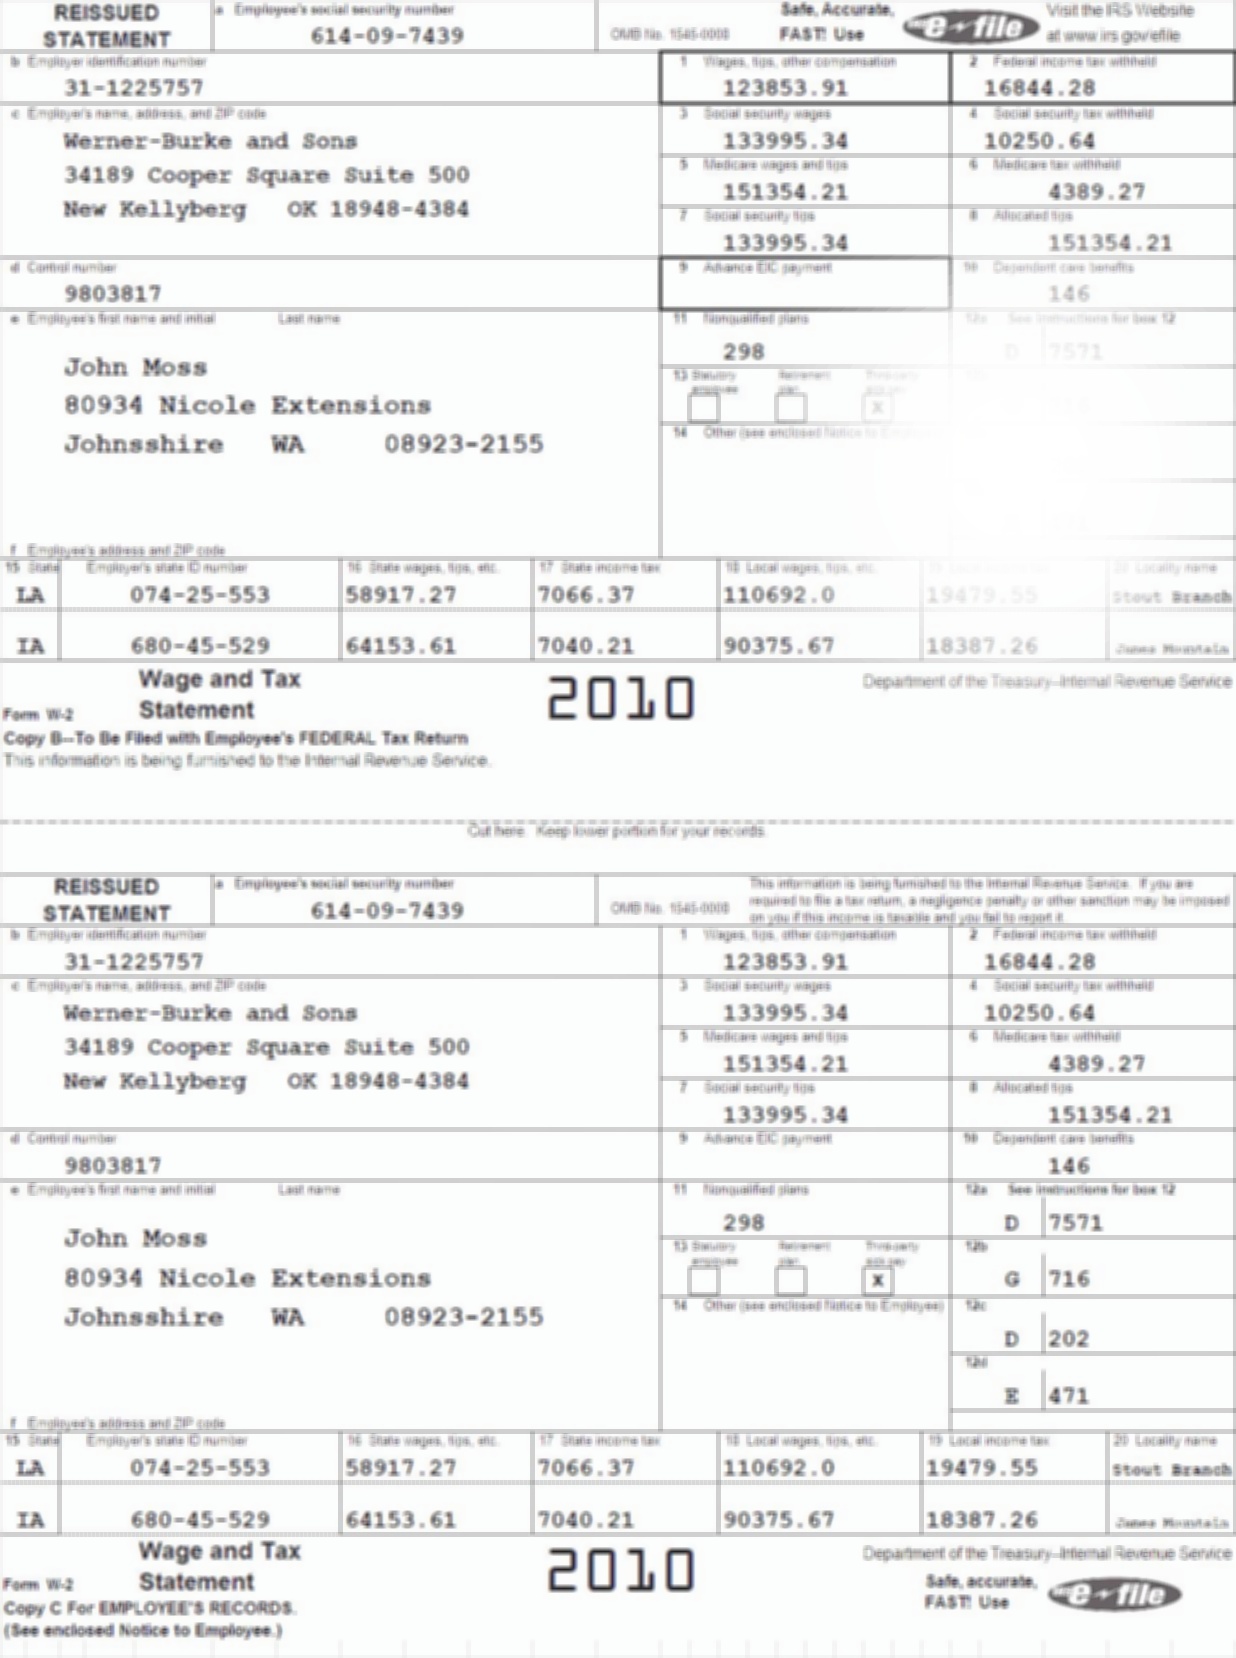 REISSUED STATEMENT
a Employee's social security number
614-09-7439
OMB No. 1545-0008
Safe, Accurate, FAST! Use
e file
Visit the IRS Website at www.irs.gov/efile
b Employer identification number
31-1225757
1 Wages, tips, other compensation
123853.91
2 Federal income tax withheld
16844.28
c Employer's name, address, and ZIP code
Werner-Burke and Sons
34189 Cooper Square Suite 500
New Kellyberg OK 18948-4384
3 Social security wages
133995.34
4 Social security tax withheld
10250.64
5 Medicare wages and tips
151354.21
6 Medicare tax withheld
4389.27
7 Social security tips
133995.34
8 Allocated tips
151354.21
d Control number
9803817
9 Advance EIC payment
10 Dependent care benefits
146
e Employee's first name and initial Last name
John Moss
80934 Nicole Extensions
Johnsshire WA 08923-2155
11 Nonqualified plans
298
12a See instructions for box 12
D 7571
13 Statutory employee
Retirement plan
Third-party sick pay
X
14 Other (see enclosed Notice to
f Employee's address and ZIP code
15 State Employer's state ID number 16 State wages, tips, etc. 17 State income tax 18 Local wages, tips, etc. 20 Locality name
LA 074-25-553 58917.27 7066.37 110692.0 19479.55 Stout Branch
IA 680-45-529 64153.61 7040.21 90375.67 18387.26 Mountain
Wage and Tax
Form W-2 Statement
2010
Department of the Treasury--Internal Revenue Service
Copy B--To Be Filed with Employee's FEDERAL Tax Return
This information is being furnished to the Internal Revenue Service.
Cut here Keep lower portion for your records
REISSUED STATEMENT
a Employee's social security number
614-09-7439
OMB No. 1545-0008
This information is being furnished to the Internal Revenue Service. If you are
required to file a tax return, a negligence penalty or other sanction may be imposed
on you if this income is taxable and you fail to report it.
b Employer identification number
31-1225757
1 Wages, tips, other compensation
123853.91
2 Federal income tax withheld
16844.28
c Employer's name, address, and ZIP code
Werner-Burke and Sons
34189 Cooper Square Suite 500
New Kellyberg OK 18948-4384
3 Social security wages
133995.34
4 Social security tax withheld
10250.64
5 Medicare wages and tips
151354.21
6 Medicare tax withheld
4389.27
7 Social security tips
133995.34
8 Allocated tips
151354.21
d Control number
9803817
9 Advance EIC payment
10 Dependent care benefits
146
e Employee's first name and initial Last name
John Moss
80934 Nicole Extensions
Johnsshire WA 08923-2155
11 Nonqualified plans
298
12a See instructions for box 12
D 7571
13 Statutory employee
Retirement plan
Third-party sick pay
X
12b
G 716
14 Other (see enclosed Notice to Employee)
12c
D 202
12d
E 471
f Employee's address and ZIP code
15 State Employer's state ID number 16 State wages, tips, etc. 17 State income tax 18 Local wages, tips, etc. 19 Local income tax 20 Locality name
LA 074-25-553 58917.27 7066.37 110692.0 19479.55 Stout Branch
IA 680-45-529 64153.61 7040.21 90375.67 18387.26 Mountain
Wage and Tax
Form W-2 Statement
2010
Department of the Treasury--Internal Revenue Service
Copy C For EMPLOYEE'S RECORDS.
(See enclosed Notice to Employee.)
Safe, accurate, FAST! Use
e file